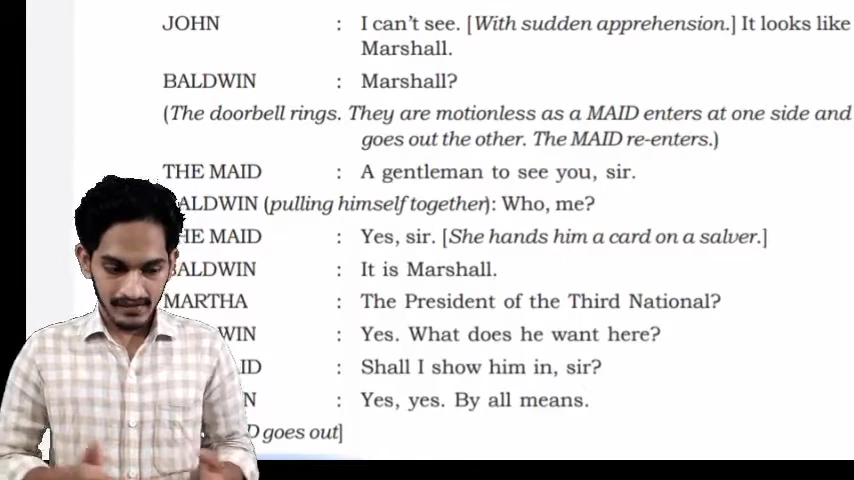 JOHN : I can't see. [With sudden apprehension.] It looks like
Marshall.
BALDWIN : Marshall?
(The doorbell rings. They are motionless as a MAID enters at one side and
goes out the other. The MAID re-enters.)
THE MAID : A gentleman to see you, sir.
ALDWIN (pulling himself together): Who, me?
HE MAID : Yes, sir. [She hands him a card on a salver.]
BALDWIN : It is Marshall.
MARTHA : The President of the Third National?
WIN : Yes. What does he want here?
ID : Shall I show him in, sir?
N : Yes, yes. By all means.
D goes out]